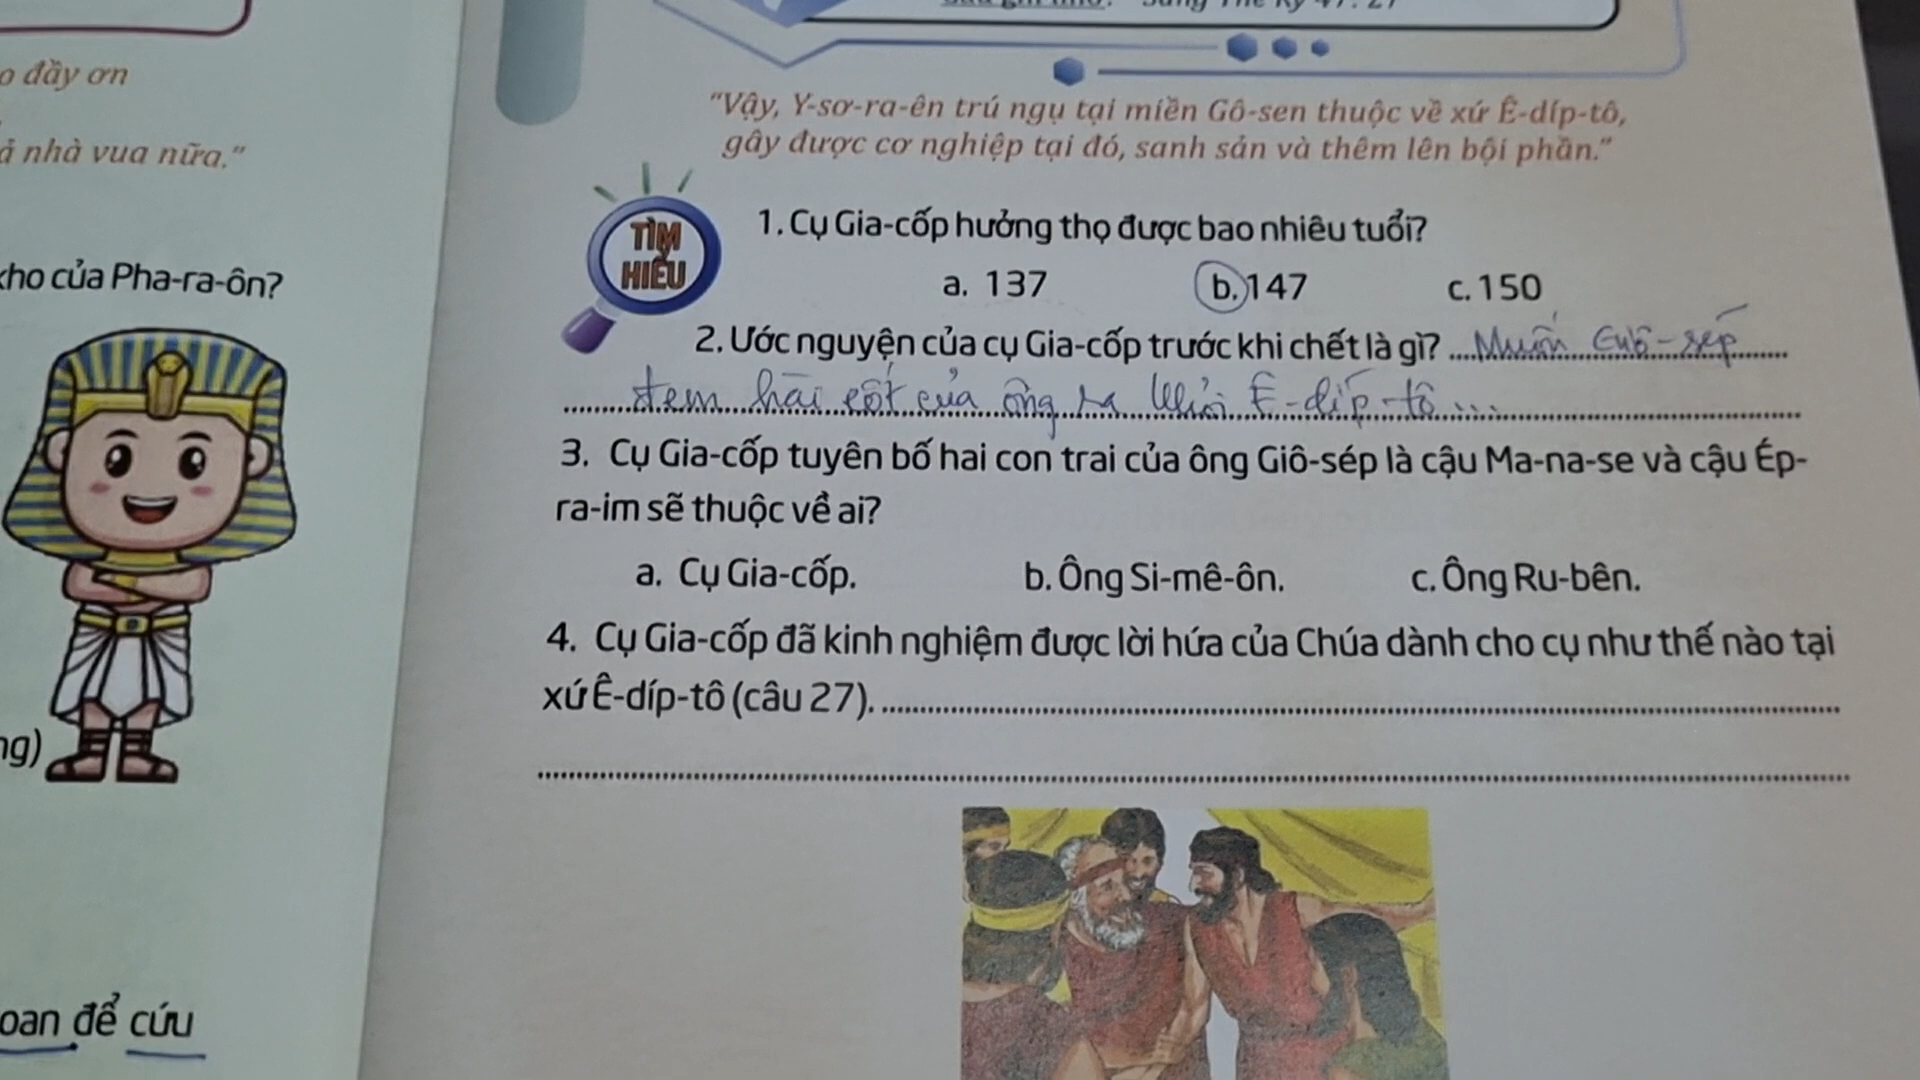 o đầy ơn
ả nhà vua nữa."
kho của Pha-ra-ôn?
ng)
oan để cứu
"Vậy, Y-sơ-ra-ên trú ngụ tại miền Gô-sen thuộc về xứ Ê-díp-tô,
gây được cơ nghiệp tại đó, sanh sản và thêm lên bội phần."
TÌM
HIỂU
1. Cụ Gia-cốp hưởng thọ được bao nhiêu tuổi?
a. 137 b. 147 c. 150
2. Ước nguyện của cụ Gia-cốp trước khi chết là gì? Muốn Giô-sép
đem hài cốt của ông ra khỏi Ê-díp-tô...
3. Cụ Gia-cốp tuyên bố hai con trai của ông Giô-sép là cậu Ma-na-se và cậu Ép-
ra-im sẽ thuộc về ai?
a. Cụ Gia-cốp. b. Ông Si-mê-ôn. c. Ông Ru-bên.
4. Cụ Gia-cốp đã kinh nghiệm được lời hứa của Chúa dành cho cụ như thế nào tại
xứ Ê-díp-tô (câu 27).